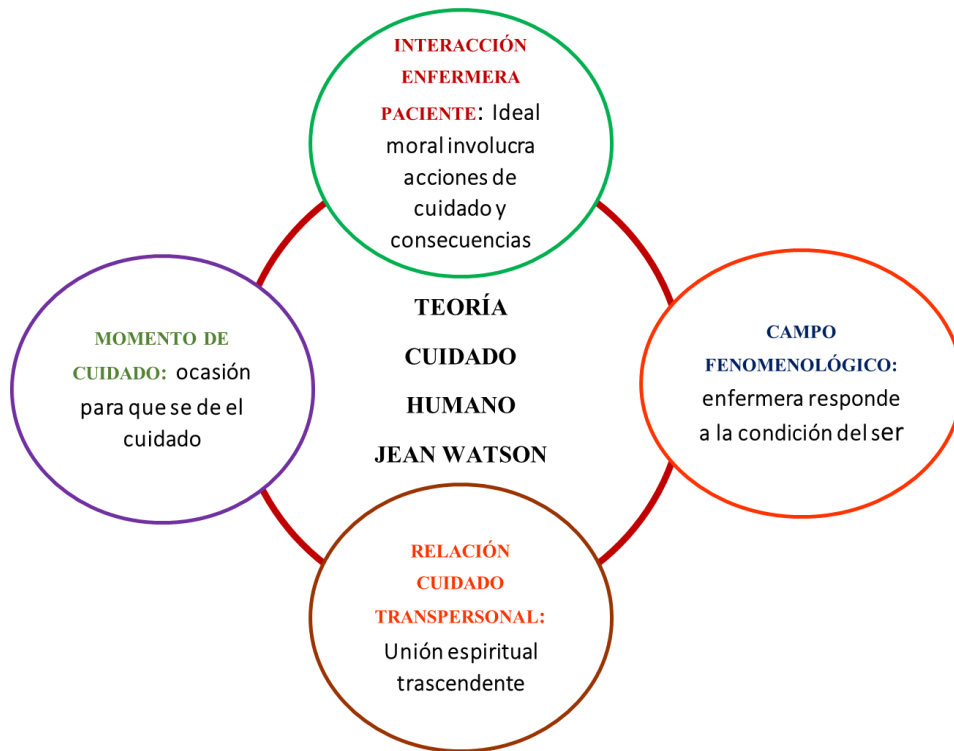 INTERACCIÓN
ENFERMERA
PACIENTE: Ideal
moral involucra
acciones de
cuidado y
consecuencias
TEORÍA
CUIDADO
HUMANO
JEAN WATSON
MOMENTO DE
CUIDADO: ocasión
para que se de el
cuidado
CAMPO
FENOMENOLÓGICO:
enfermera responde
a la condición del ser
RELACIÓN
CUIDADO
TRANSPERSONAL:
Unión espiritual
trascendente